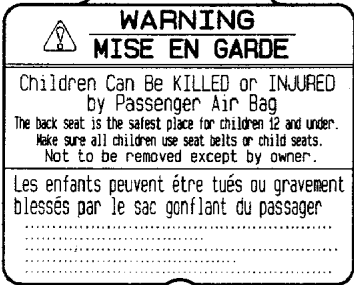 WARNING
MISE EN GARDE
Children Can Be KILLED or INJURED
by Passenger Air Bag
The back seat is the safest place for children 12 and under.
Make sure all children use seat belts or child seats.
Not to be removed except by owner.
Les enfants peuvent étre tués ou gravement
blessés par le sac gonflant du passager